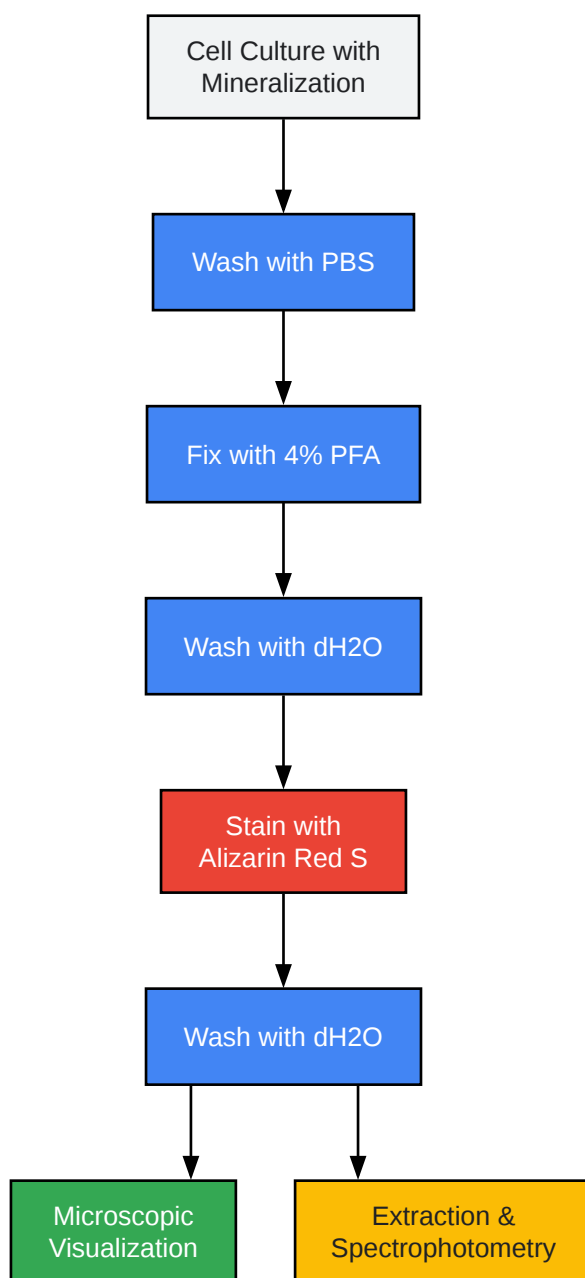 Cell Culture with
Mineralization
Wash with PBS
Fix with 4% PFA
Wash with dH2O
Stain with
Alizarin Red S
Wash with dH2O
Microscopic
Visualization
Extraction &
Spectrophotometry